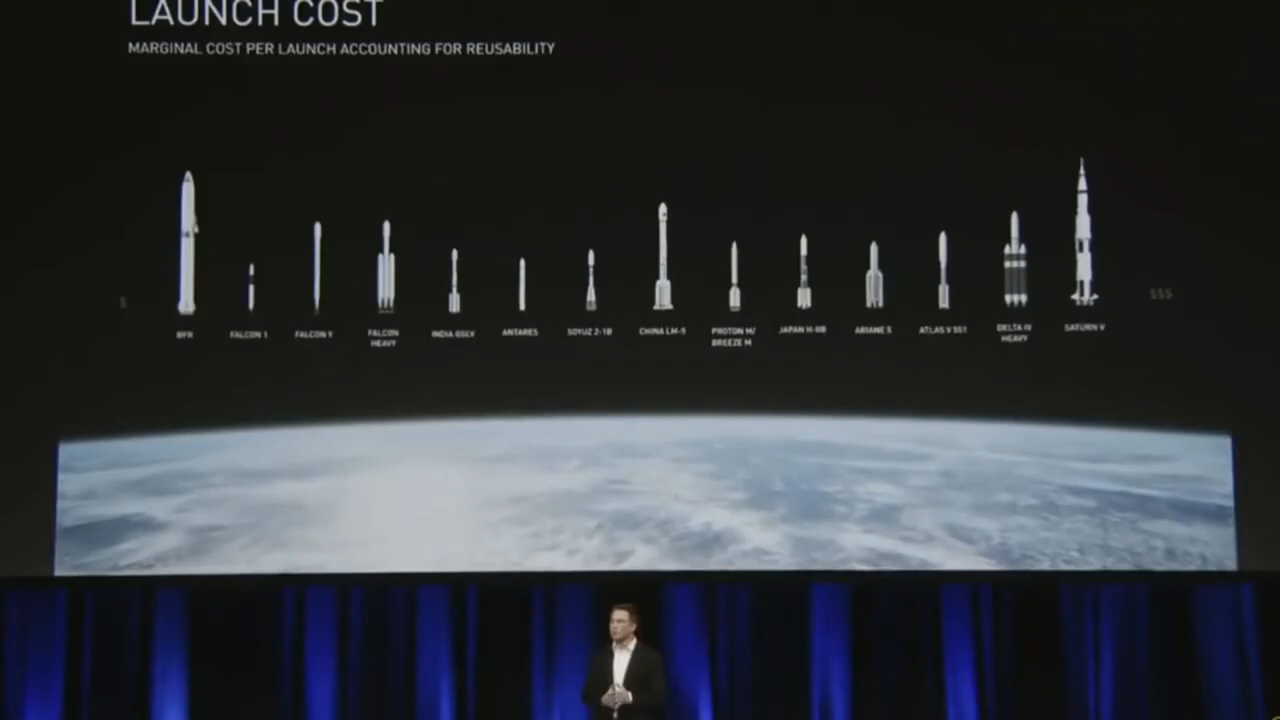 LAUNCH COST
MARGINAL COST PER LAUNCH ACCOUNTING FOR REUSABILITY
$
$$$
BFR
FALCON 1
FALCON 9
FALCON HEAVY
INDIA GSLV
ANTARES
SOYUZ 2-1B
CHINA LM-5
PROTON M/
BREEZE M
JAPAN H-IIB
ARIANE 5
ATLAS V 551
DELTA IV
HEAVY
SATURN V